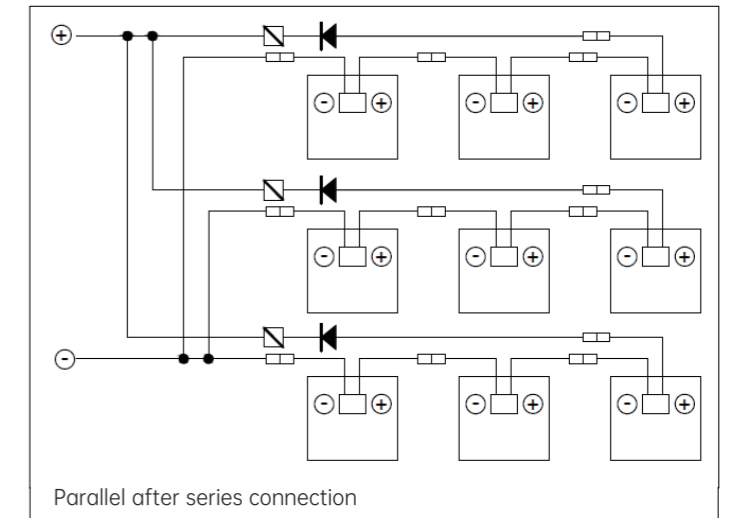 +
- + - + - +
- + - + - +
-
- + - + - +
Parallel after series connection